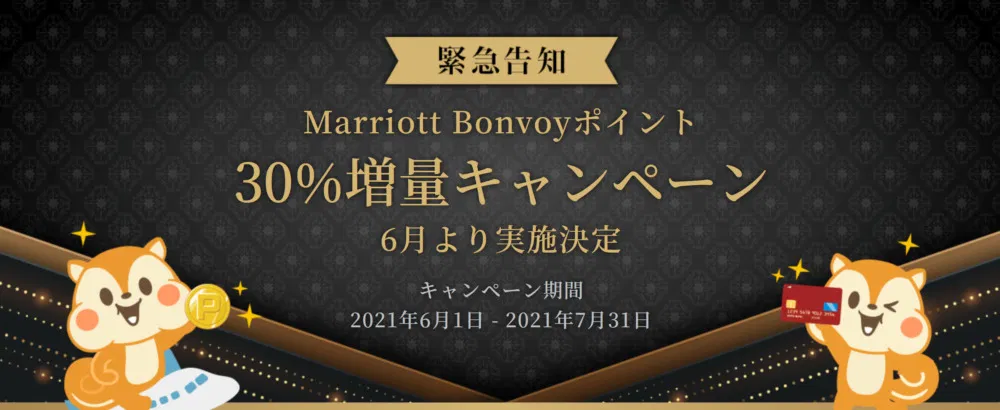 緊急告知
Marriott Bonvoyポイント
30%増量キャンペーン
6月より実施決定
キャンペーン期間
2021年6月1日 - 2021年7月31日
P